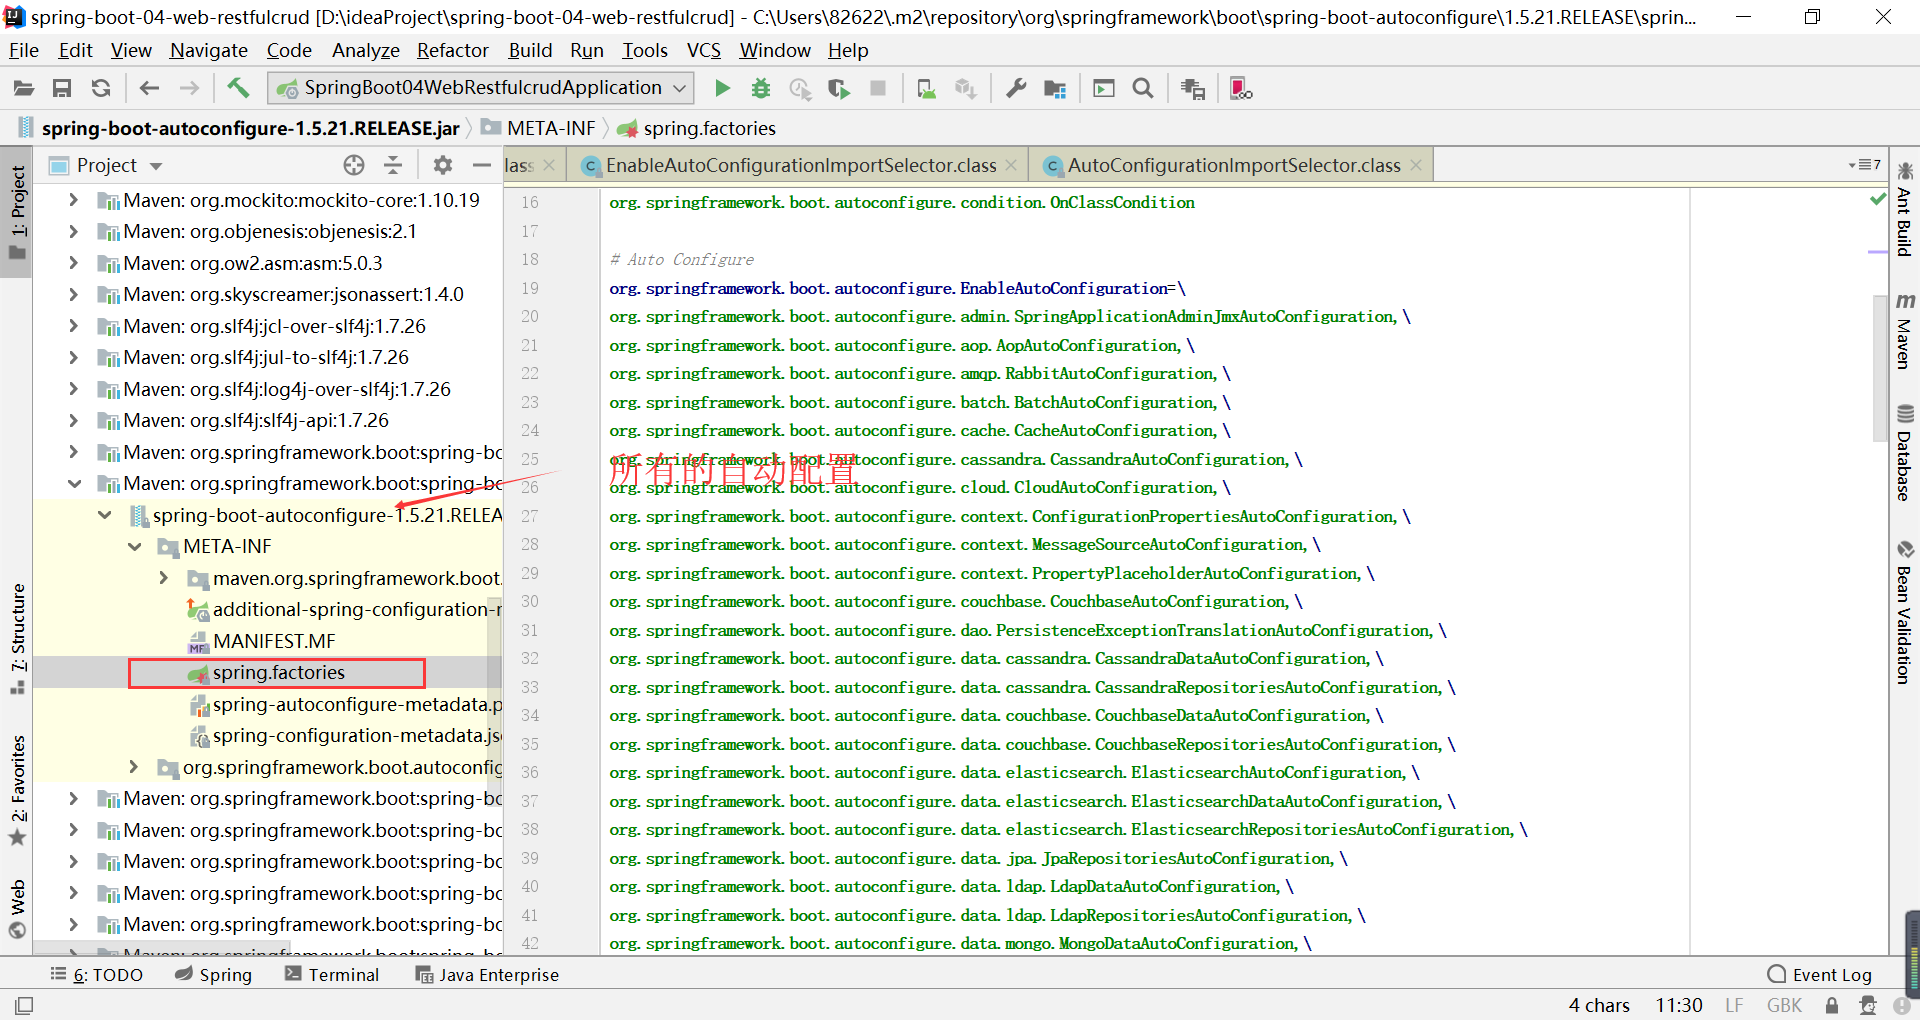 spring-boot-04-web-restfulcrud [D:\ideaProject\spring-boot-04-web-restfulcrud] - C:\Users\82622\.m2\repository\org\springframework\boot\spring-boot-autoconfigure\1.5.21.RELEASE\sprin...
File Edit View Navigate Code Analyze Refactor Build Run Tools VCS Window Help
SpringBoot04WebRestfulcrudApplication
spring-boot-autoconfigure-1.5.21.RELEASE.jar META-INF spring.factories
Project
lass EnableAutoConfigurationImportSelector.class AutoConfigurationImportSelector.class 7
1: Project
7: Structure
2: Favorites
Web
Maven: org.mockito:mockito-core:1.10.19
Maven: org.objenesis:objenesis:2.1
Maven: org.ow2.asm:asm:5.0.3
Maven: org.skyscreamer:jsonassert:1.4.0
Maven: org.slf4j:jcl-over-slf4j:1.7.26
Maven: org.slf4j:jul-to-slf4j:1.7.26
Maven: org.slf4j:log4j-over-slf4j:1.7.26
Maven: org.slf4j:slf4j-api:1.7.26
Maven: org.springframework.boot:spring-bo
Maven: org.springframework.boot:spring-bo
spring-boot-autoconfigure-1.5.21.RELEA
META-INF
maven.org.springframework.boot.
additional-spring-configuration-r
MANIFEST.MF
spring.factories
spring-autoconfigure-metadata.p
spring-configuration-metadata.js
org.springframework.boot.autoconfig
Maven: org.springframework.boot:spring-bo
Maven: org.springframework.boot:spring-bo
Maven: org.springframework.boot:spring-bo
Maven: org.springframework.boot:spring-bo
Maven: org.springframework.boot:spring-bo
16 org.springframework.boot.autoconfigure.condition.OnClassCondition
17
18 # Auto Configure
19 org.springframework.boot.autoconfigure.EnableAutoConfiguration=\
20 org.springframework.boot.autoconfigure.admin.SpringApplicationAdminJmxAutoConfiguration,\
21 org.springframework.boot.autoconfigure.aop.AopAutoConfiguration,\
22 org.springframework.boot.autoconfigure.amqp.RabbitAutoConfiguration,\
23 org.springframework.boot.autoconfigure.batch.BatchAutoConfiguration,\
24 org.springframework.boot.autoconfigure.cache.CacheAutoConfiguration,\
25 org.springframework.boot.autoconfigure.cassandra.CassandraAutoConfiguration,\
所有的自动配置
26 org.springframework.boot.autoconfigure.cloud.CloudAutoConfiguration,\
27 org.springframework.boot.autoconfigure.context.ConfigurationPropertiesAutoConfiguration,\
28 org.springframework.boot.autoconfigure.context.MessageSourceAutoConfiguration,\
29 org.springframework.boot.autoconfigure.context.PropertyPlaceholderAutoConfiguration,\
30 org.springframework.boot.autoconfigure.couchbase.CouchbaseAutoConfiguration,\
31 org.springframework.boot.autoconfigure.dao.PersistenceExceptionTranslationAutoConfiguration,\
32 org.springframework.boot.autoconfigure.data.cassandra.CassandraDataAutoConfiguration,\
33 org.springframework.boot.autoconfigure.data.cassandra.CassandraRepositoriesAutoConfiguration,\
34 org.springframework.boot.autoconfigure.data.couchbase.CouchbaseDataAutoConfiguration,\
35 org.springframework.boot.autoconfigure.data.couchbase.CouchbaseRepositoriesAutoConfiguration,\
36 org.springframework.boot.autoconfigure.data.elasticsearch.ElasticsearchAutoConfiguration,\
37 org.springframework.boot.autoconfigure.data.elasticsearch.ElasticsearchDataAutoConfiguration,\
38 org.springframework.boot.autoconfigure.data.elasticsearch.ElasticsearchRepositoriesAutoConfiguration,\
39 org.springframework.boot.autoconfigure.data.jpa.JpaRepositoriesAutoConfiguration,\
40 org.springframework.boot.autoconfigure.data.ldap.LdapDataAutoConfiguration,\
41 org.springframework.boot.autoconfigure.data.ldap.LdapRepositoriesAutoConfiguration,\
42 org.springframework.boot.autoconfigure.data.mongo.MongoDataAutoConfiguration,\
Ant Build
Maven
Database
Bean Validation
6: TODO Spring Terminal Java Enterprise Event Log
4 chars 11:30 LF GBK